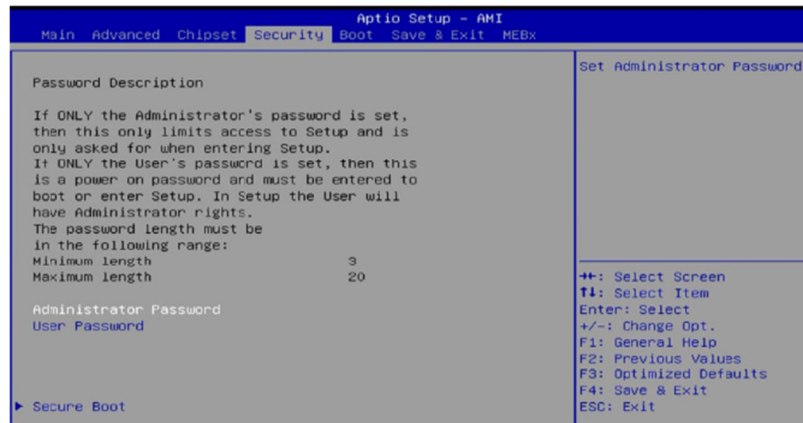 Aptio Setup – AMI
Main Advanced Chipset Security Boot Save & Exit MEBx
Password Description
If ONLY the Administrator's password is set,
then this only limits access to Setup and is
only asked for when entering Setup.
If ONLY the User's password is set, then this
is a power on password and must be entered to
boot or enter Setup. In Setup the User will
have Administrator rights.
The password length must be
in the following range:
Minimum length 3
Maximum length 20
Administrator Password
User Password
► Secure Boot
Set Administrator Password
→←: Select Screen
↑↓: Select Item
Enter: Select
+/-: Change Opt.
F1: General Help
F2: Previous Values
F3: Optimized Defaults
F4: Save & Exit
ESC: Exit